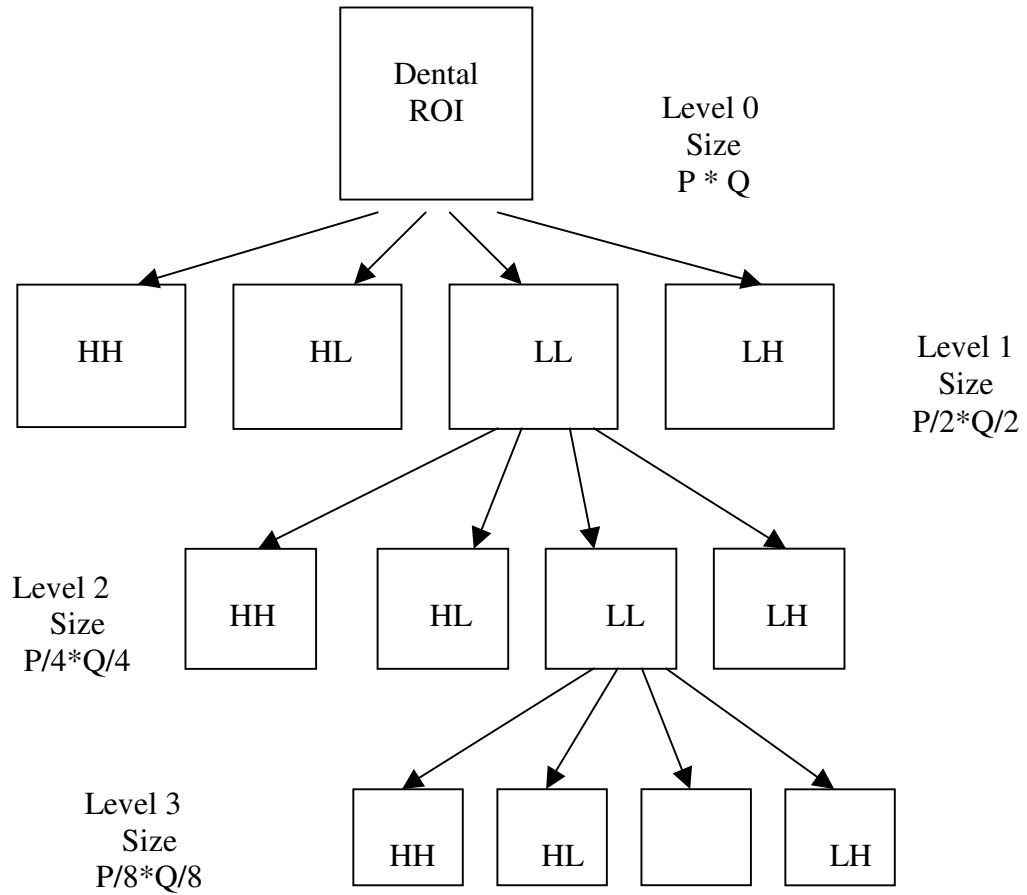 Dental
ROI
Level 0
Size
P * Q
HH
HL
LL
LH
Level 1
Size
P/2*Q/2
Level 2
Size
P/4*Q/4
HH
HL
LL
LH
Level 3
Size
P/8*Q/8
HH
HL
LH